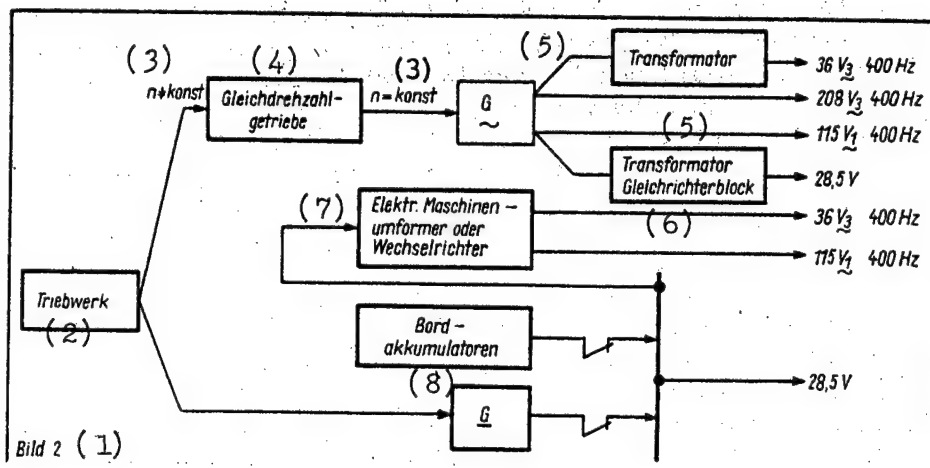 (3)
n≠konst
(4)
Gleichdrehzahl-
getriebe
(3)
n=konst
G
~
(5)
Transformator
36 V3 400 Hz
~
208 V3 400 Hz
~
115 V1 400 Hz
~
(5)
Transformator
Gleichrichterblock
28,5 V
(6)
(7)
Elektr. Maschinen-
umformer oder
Wechselrichter
36 V3 400 Hz
~
115 V1 400 Hz
~
Triebwerk
(2)
Bord-
akkumulatoren
(8)
G
28,5 V
Bild 2 (1)